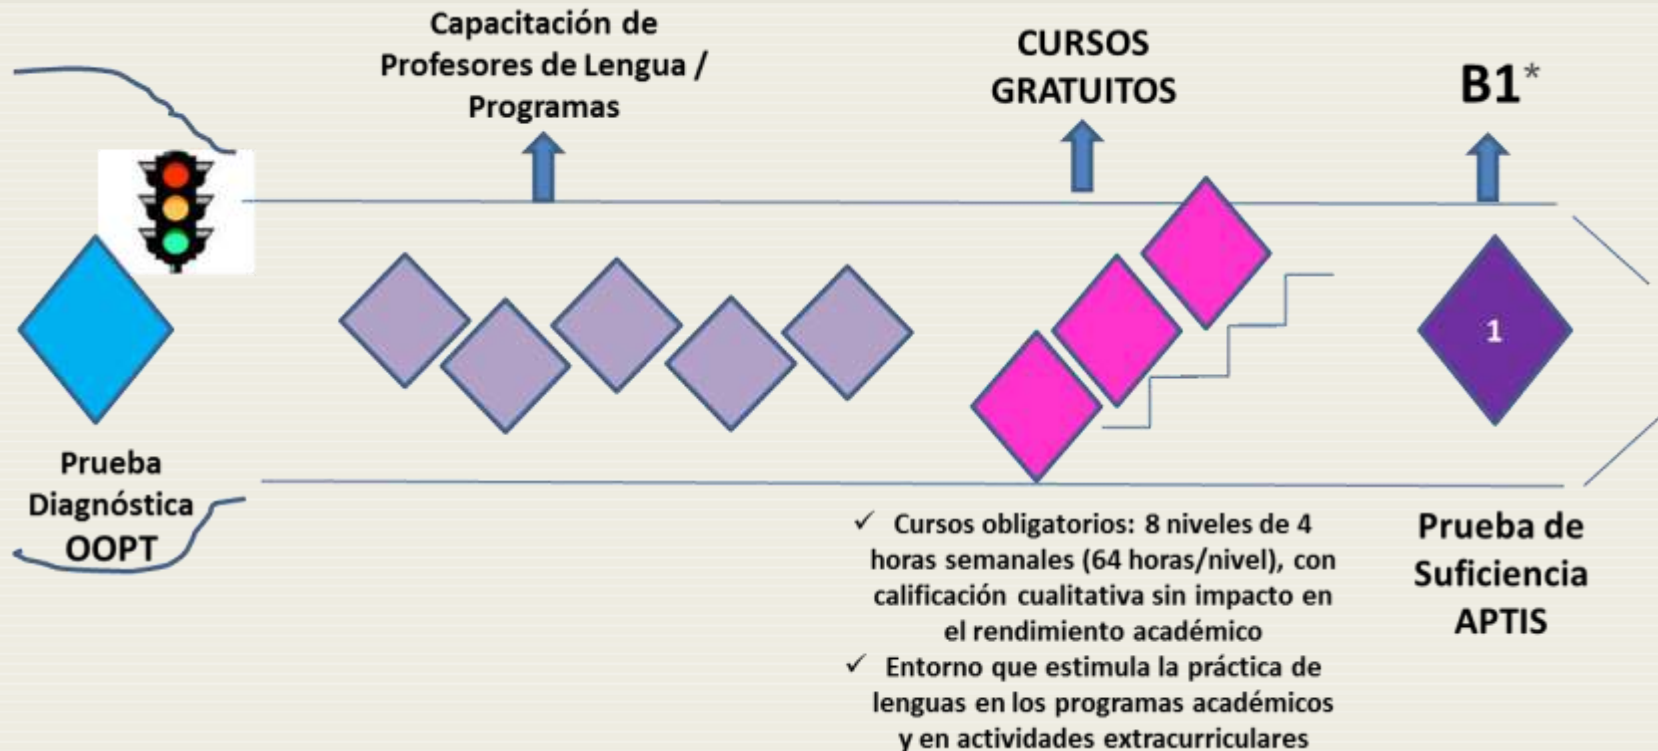 Capacitación de
Profesores de Lengua /
Programas
CURSOS
GRATUITOS
B1*
1
Prueba
Diagnóstica
OOPT
✓ Cursos obligatorios: 8 niveles de 4
horas semanales (64 horas/nivel), con
calificación cualitativa sin impacto en
el rendimiento académico
✓ Entorno que estimula la práctica de
lenguas en los programas académicos
y en actividades extracurriculares
Prueba de
Suficiencia
APTIS